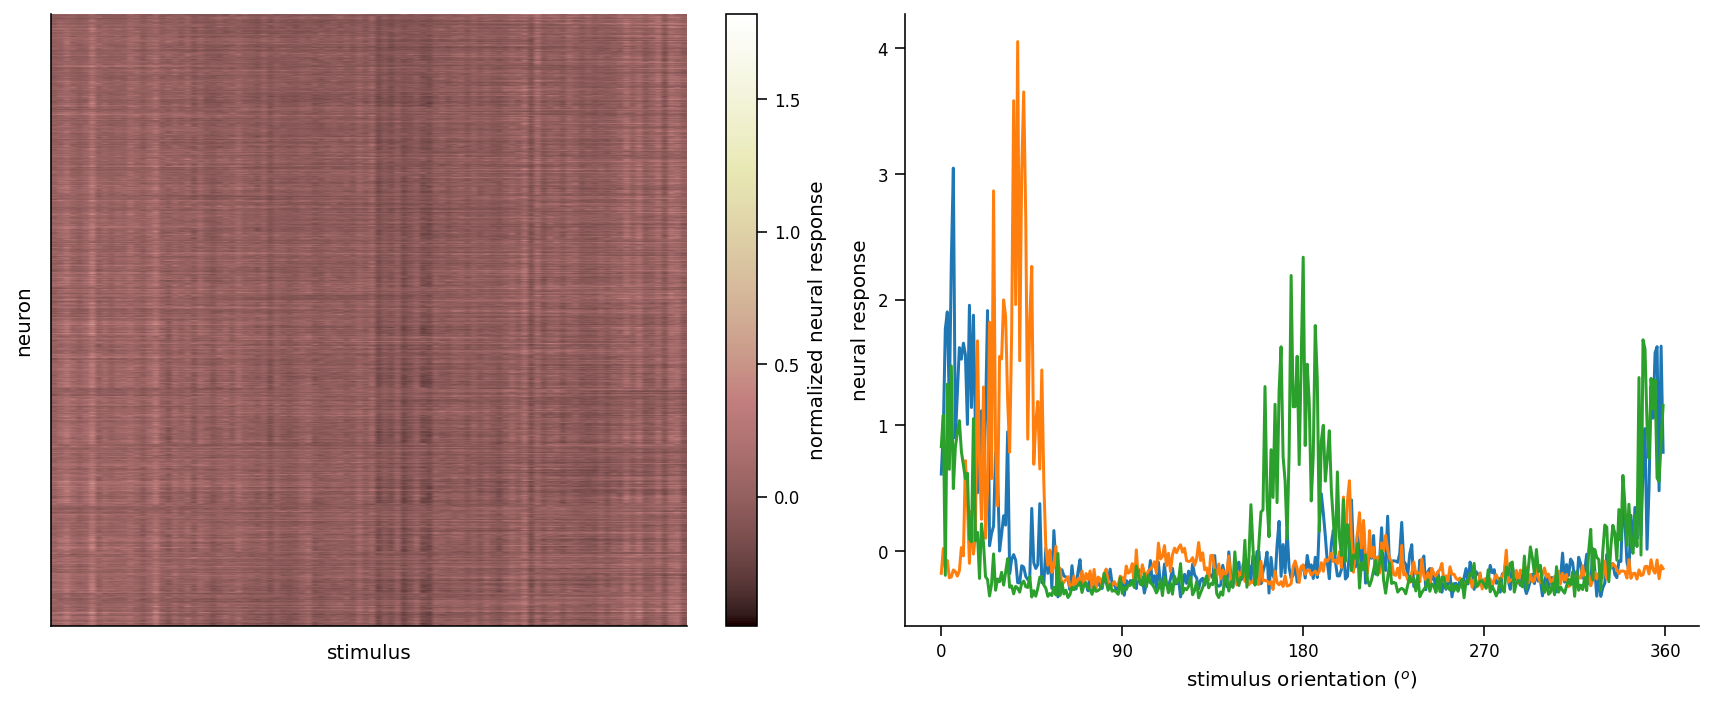 neuron
stimulus
1.5
1.0
0.5
0.0
normalized neural response
neural response
4
3
2
1
0
0 90 180 270 360
stimulus orientation (o)